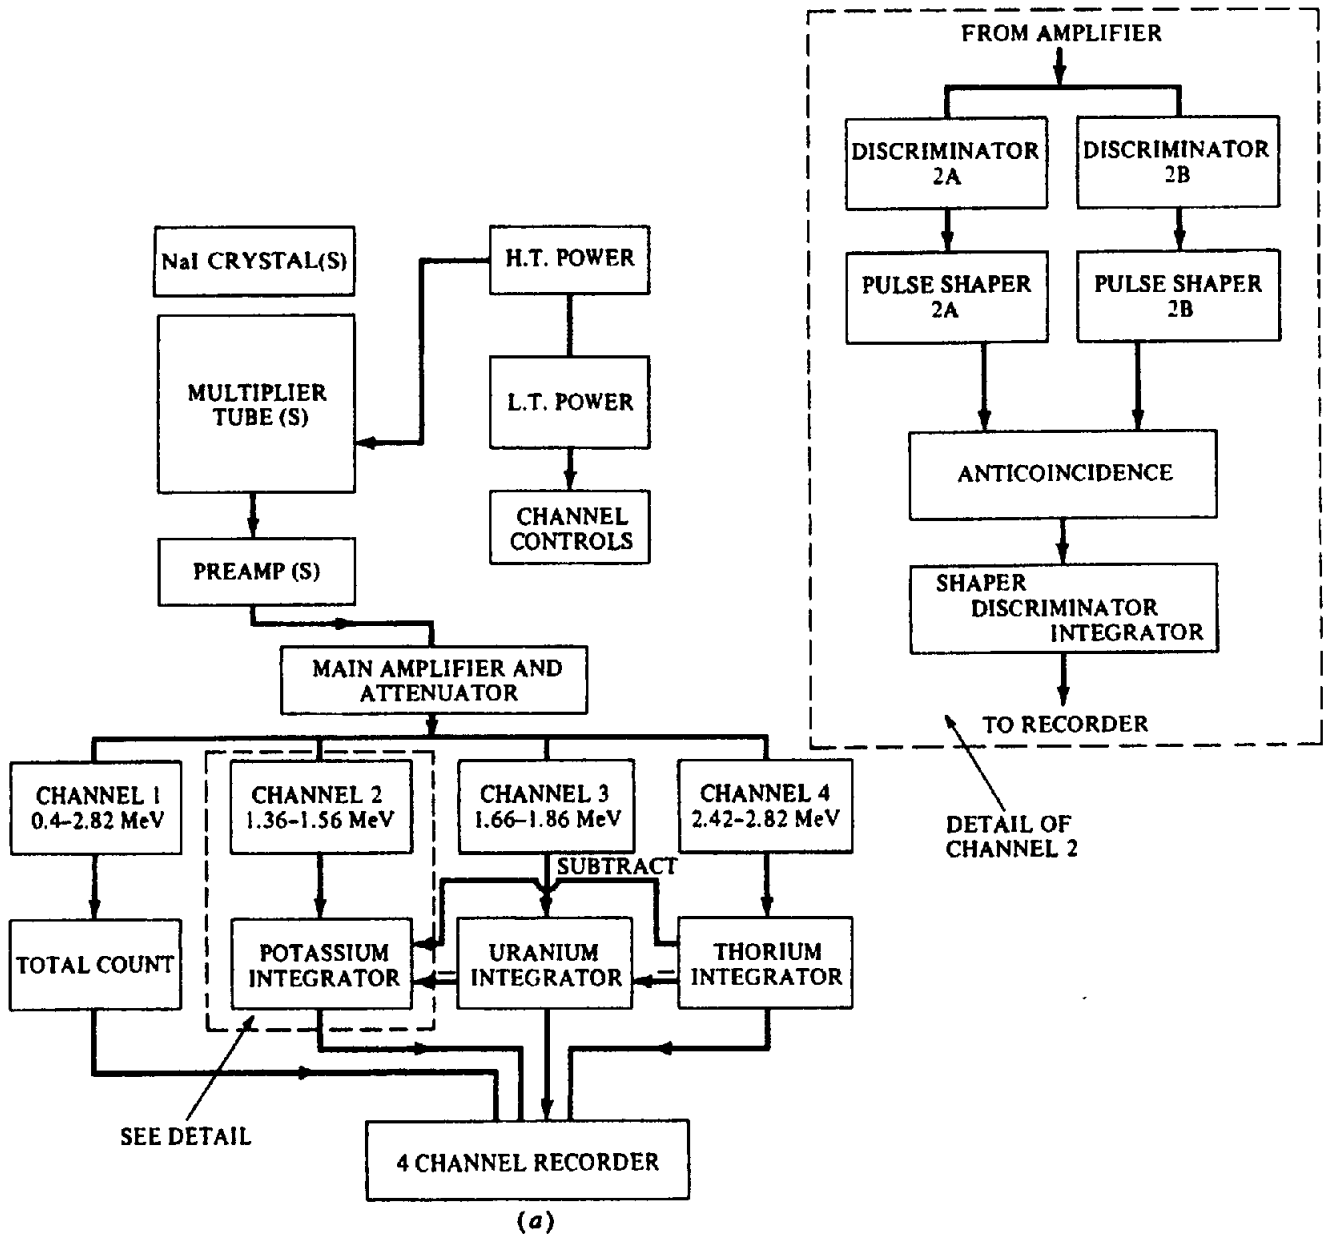 FROM AMPLIFIER
DISCRIMINATOR
2A
DISCRIMINATOR
2B
PULSE SHAPER
2A
PULSE SHAPER
2B
ANTICOINCIDENCE
SHAPER
DISCRIMINATOR
INTEGRATOR
TO RECORDER
DETAIL OF
CHANNEL 2
NaI CRYSTAL(S)
H.T. POWER
MULTIPLIER
TUBE (S)
L.T. POWER
CHANNEL
CONTROLS
PREAMP (S)
MAIN AMPLIFIER AND
ATTENUATOR
CHANNEL 1
0.4–2.82 MeV
CHANNEL 2
1.36–1.56 MeV
CHANNEL 3
1.66–1.86 MeV
CHANNEL 4
2.42–2.82 MeV
SUBTRACT
TOTAL COUNT
POTASSIUM
INTEGRATOR
–
URANIUM
INTEGRATOR
–
THORIUM
INTEGRATOR
SEE DETAIL
4 CHANNEL RECORDER
(a)